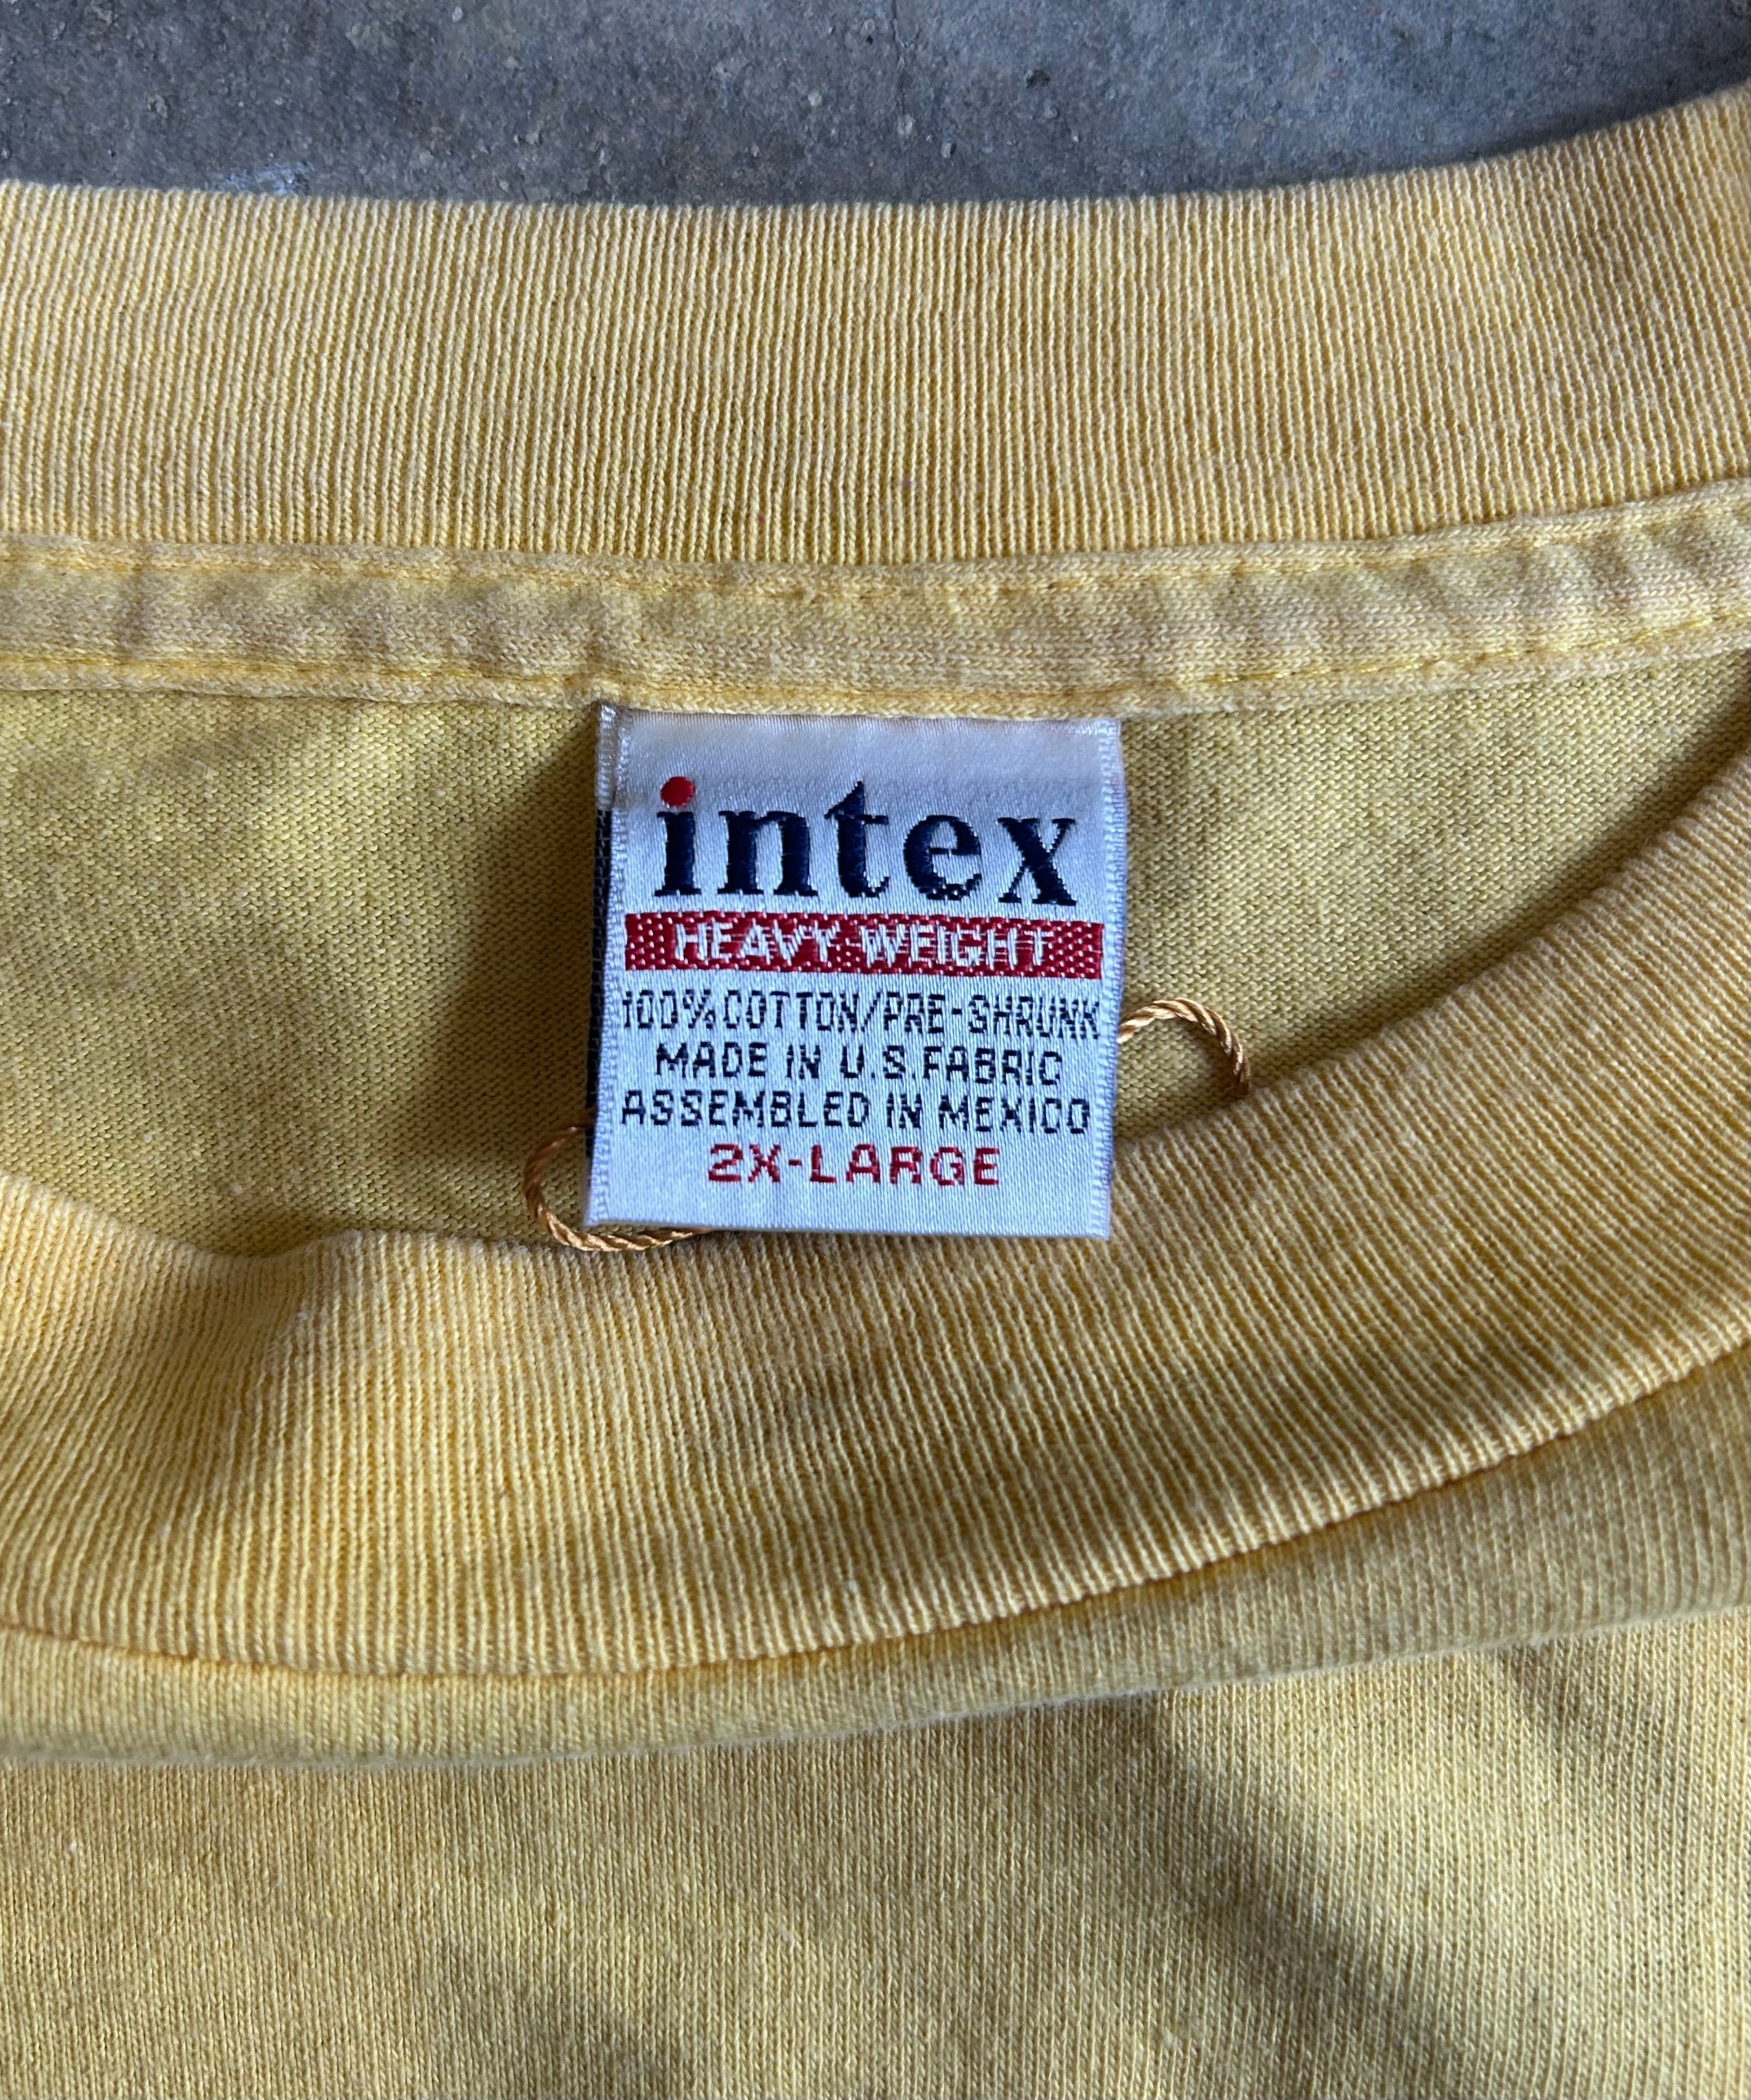 intex
HEAVY WEIGHT
100% COTTON/PRE-SHRUNK
MADE IN U.S. FABRIC
ASSEMBLED IN MEXICO
2X-LARGE